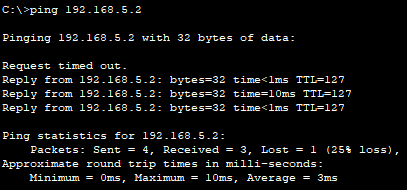 C:\>ping 192.168.5.2
Pinging 192.168.5.2 with 32 bytes of data:
Request timed out.
Reply from 192.168.5.2: bytes=32 time<1ms TTL=127
Reply from 192.168.5.2: bytes=32 time=10ms TTL=127
Reply from 192.168.5.2: bytes=32 time<1ms TTL=127
Ping statistics for 192.168.5.2:
    Packets: Sent = 4, Received = 3, Lost = 1 (25% loss),
Approximate round trip times in milli-seconds:
    Minimum = 0ms, Maximum = 10ms, Average = 3ms